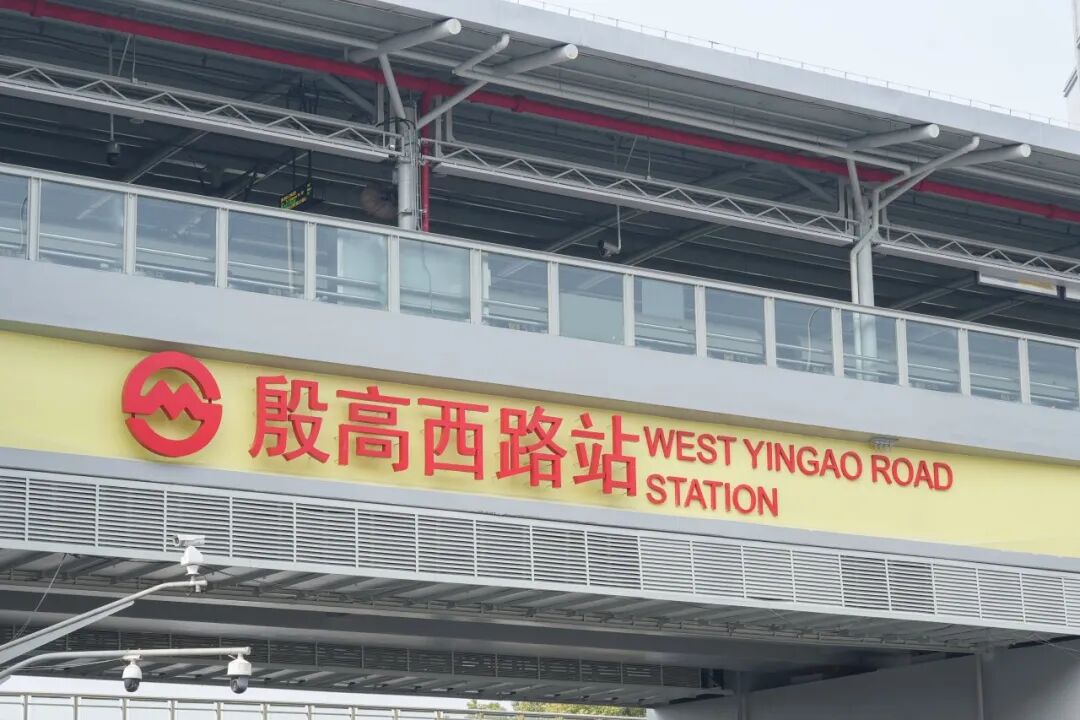 殷高西路站
WEST YINGAO ROAD
STATION